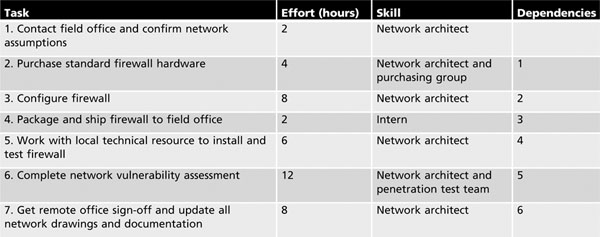 Task Effort (hours) Skill Dependencies
1. Contact field office and confirm network 2 Network architect
assumptions
2. Purchase standard firewall hardware 4 Network architect and 1
purchasing group
3. Configure firewall 8 Network architect 2
4. Package and ship firewall to field office 2 Intern 3
5. Work with local technical resource to install and 6 Network architect 4
test firewall
6. Complete network vulnerability assessment 12 Network architect and 5
penetration test team
7. Get remote office sign-off and update all 8 Network architect 6
network drawings and documentation